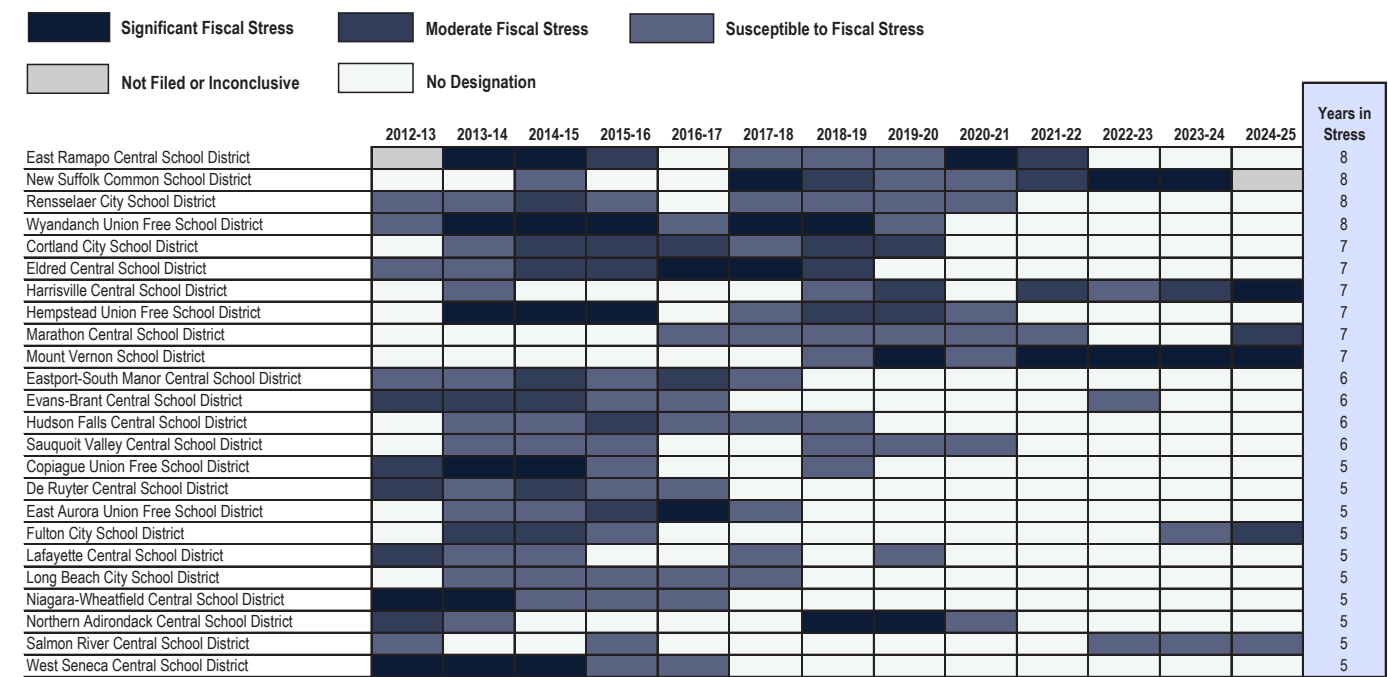 Significant Fiscal Stress Moderate Fiscal Stress Susceptible to Fiscal Stress
Not Filed or Inconclusive No Designation
Years in
Stress
2012-13 2013-14 2014-15 2015-16 2016-17 2017-18 2018-19 2019-20 2020-21 2021-22 2022-23 2023-24 2024-25
East Ramapo Central School District 8
New Suffolk Common School District 8
Rensselaer City School District 8
Wyandanch Union Free School District 8
Cortland City School District 7
Eldred Central School District 7
Harrisville Central School District 7
Hempstead Union Free School District 7
Marathon Central School District 7
Mount Vernon School District 7
Eastport-South Manor Central School District 6
Evans-Brant Central School District 6
Hudson Falls Central School District 6
Sauquoit Valley Central School District 6
Copiague Union Free School District 5
De Ruyter Central School District 5
East Aurora Union Free School District 5
Fulton City School District 5
Lafayette Central School District 5
Long Beach City School District 5
Niagara-Wheatfield Central School District 5
Northern Adirondack Central School District 5
Salmon River Central School District 5
West Seneca Central School District 5